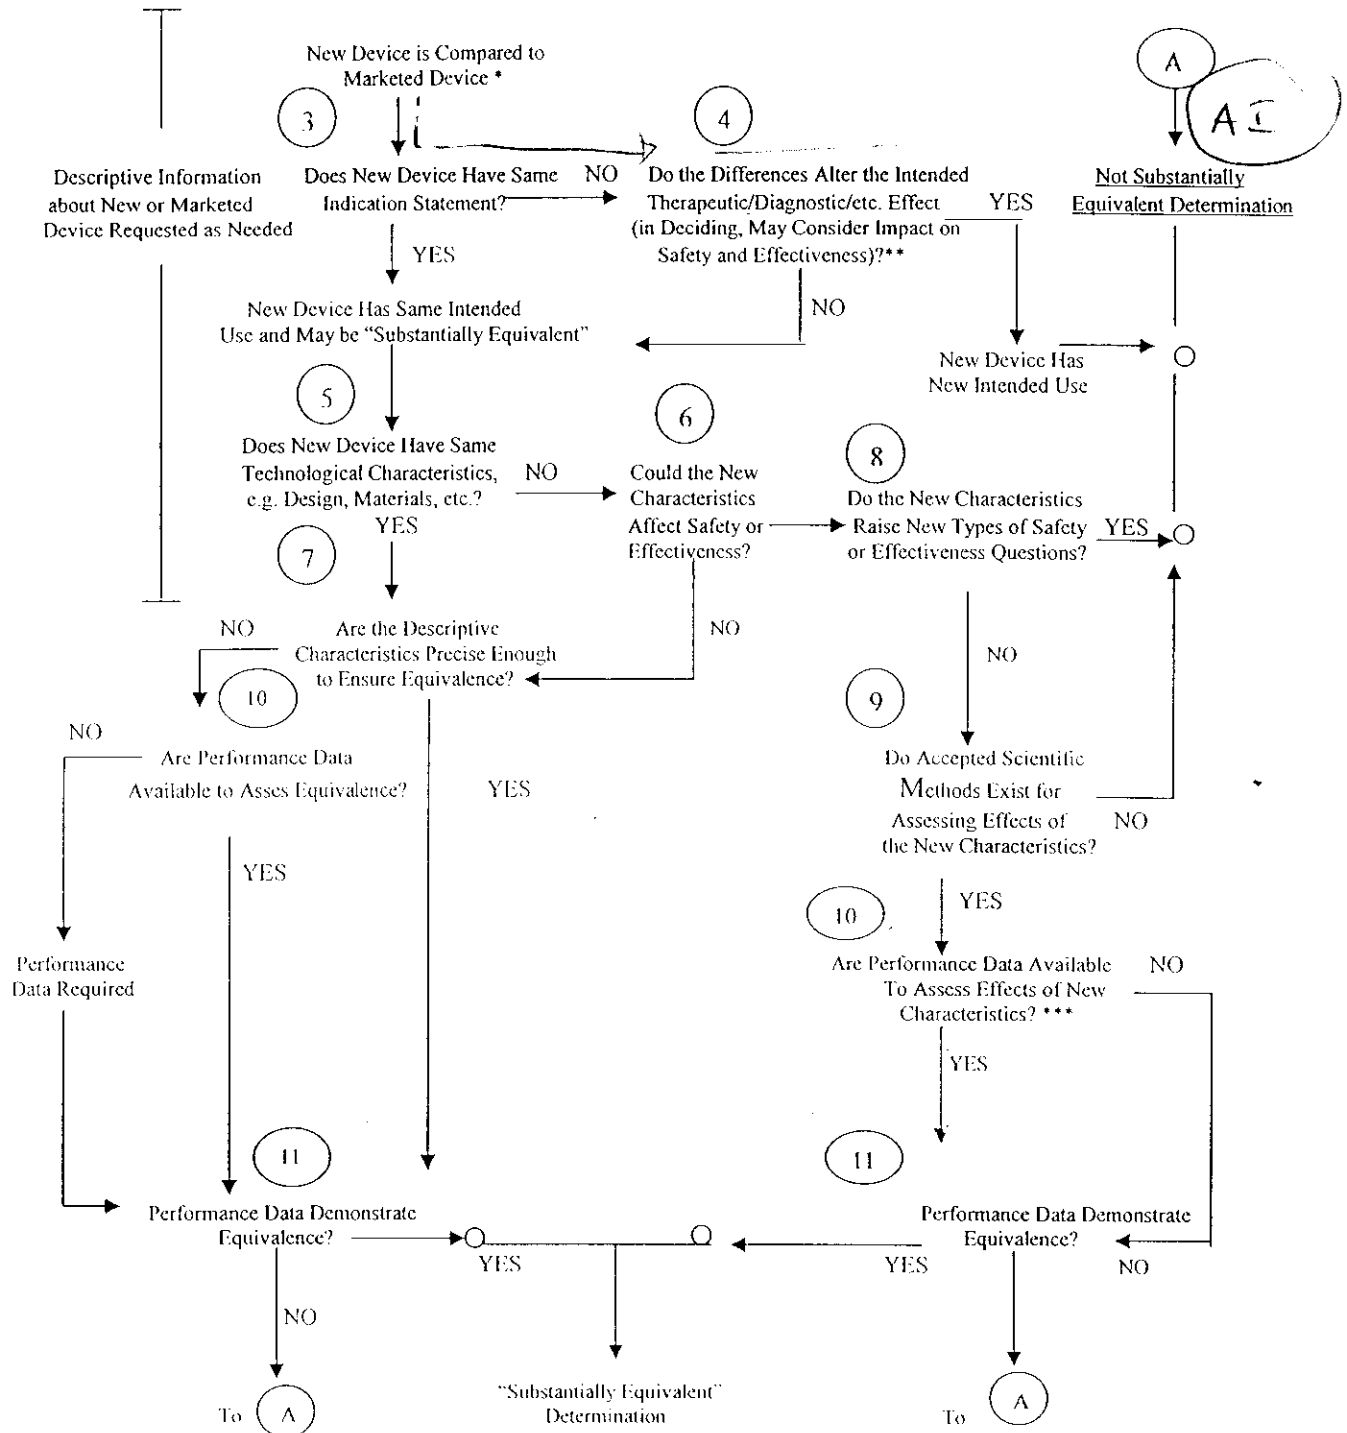 New Device is Compared to
Marketed Device *
A
AI
3
4
Descriptive Information
about New or Marketed
Device Requested as Needed
Does New Device Have Same
Indication Statement?
NO
Do the Differences Alter the Intended
Therapeutic/Diagnostic/etc. Effect
(in Deciding, May Consider Impact on
Safety and Effectiveness)?**
YES
Not Substantially
Equivalent Determination
YES
NO
New Device Has Same Intended
Use and May be “Substantially Equivalent”
New Device Has
New Intended Use
5
6
8
Does New Device Have Same
Technological Characteristics,
e.g. Design, Materials, etc.?
NO
YES
Could the New
Characteristics
Affect Safety or
Effectiveness?
Do the New Characteristics
Raise New Types of Safety
or Effectiveness Questions?
YES
7
NO
Are the Descriptive
Characteristics Precise Enough
to Ensure Equivalence?
NO
NO
10
9
NO
Are Performance Data
Available to Asses Equivalence?
YES
Do Accepted Scientific
Methods Exist for
Assessing Effects of
the New Characteristics?
NO
YES
YES
10
Performance
Data Required
Are Performance Data Available
To Assess Effects of New
Characteristics? ***
NO
YES
11
11
Performance Data Demonstrate
Equivalence?
YES
YES
Performance Data Demonstrate
Equivalence?
NO
NO
To A
“Substantially Equivalent”
Determination
To A